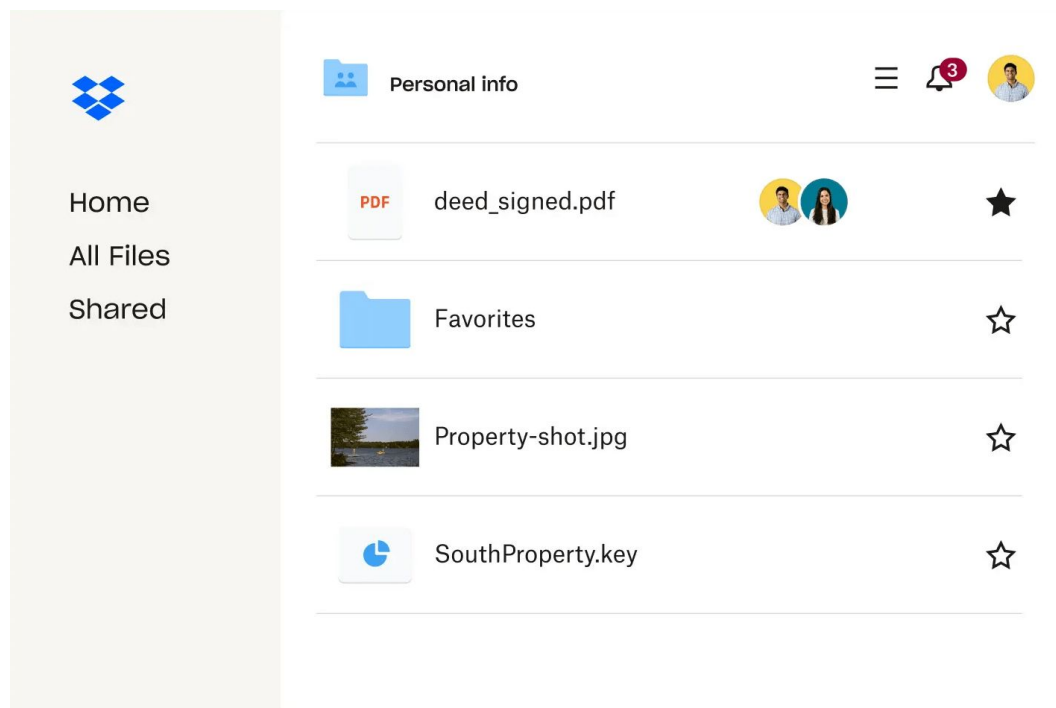 Personal info
3
Home
All Files
Shared
PDF
deed_signed.pdf
Favorites
Property-shot.jpg
SouthProperty.key